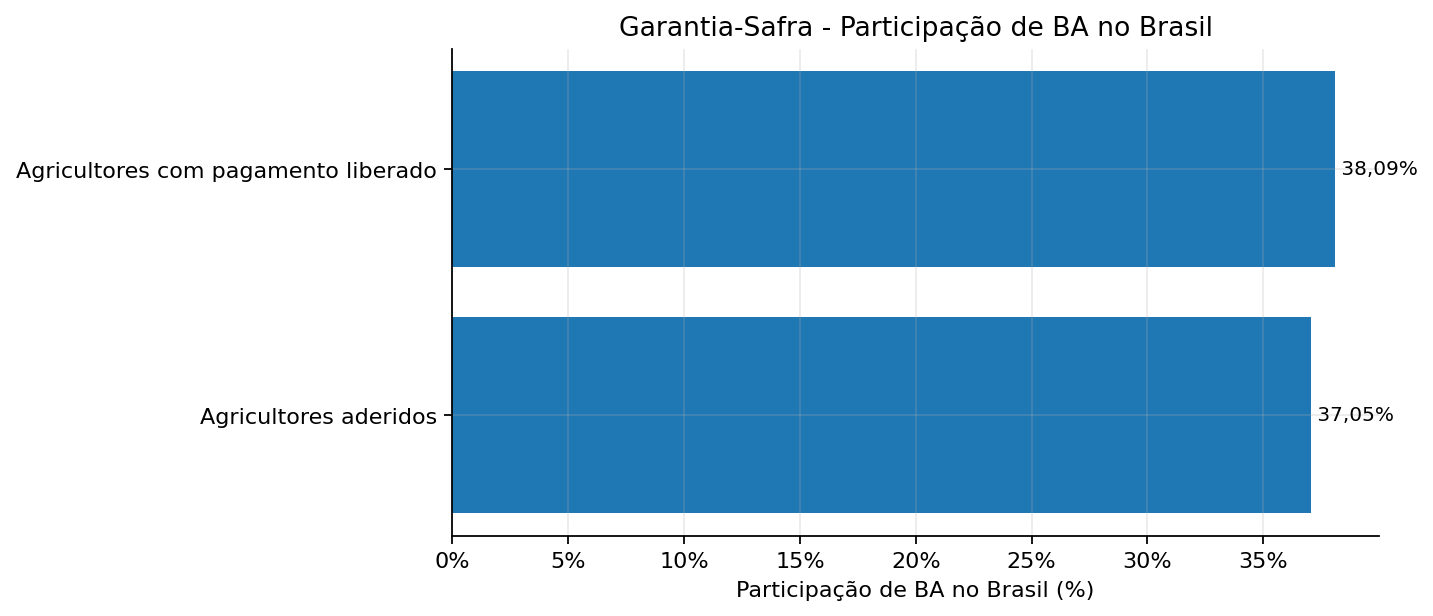 Garantia-Safra - Participação de BA no Brasil
Agricultores com pagamento liberado
38,09%
Agricultores aderidos
37,05%
0% 5% 10% 15% 20% 25% 30% 35%
Participação de BA no Brasil (%)